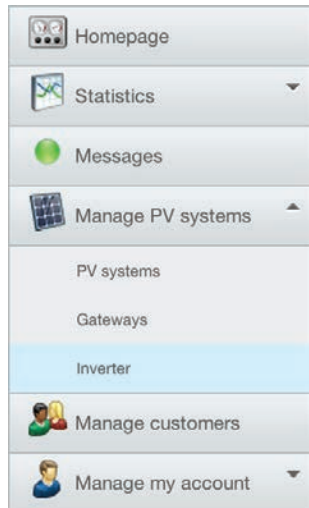 Homepage
Statistics
Messages
Manage PV systems
PV systems
Gateways
Inverter
Manage customers
Manage my account